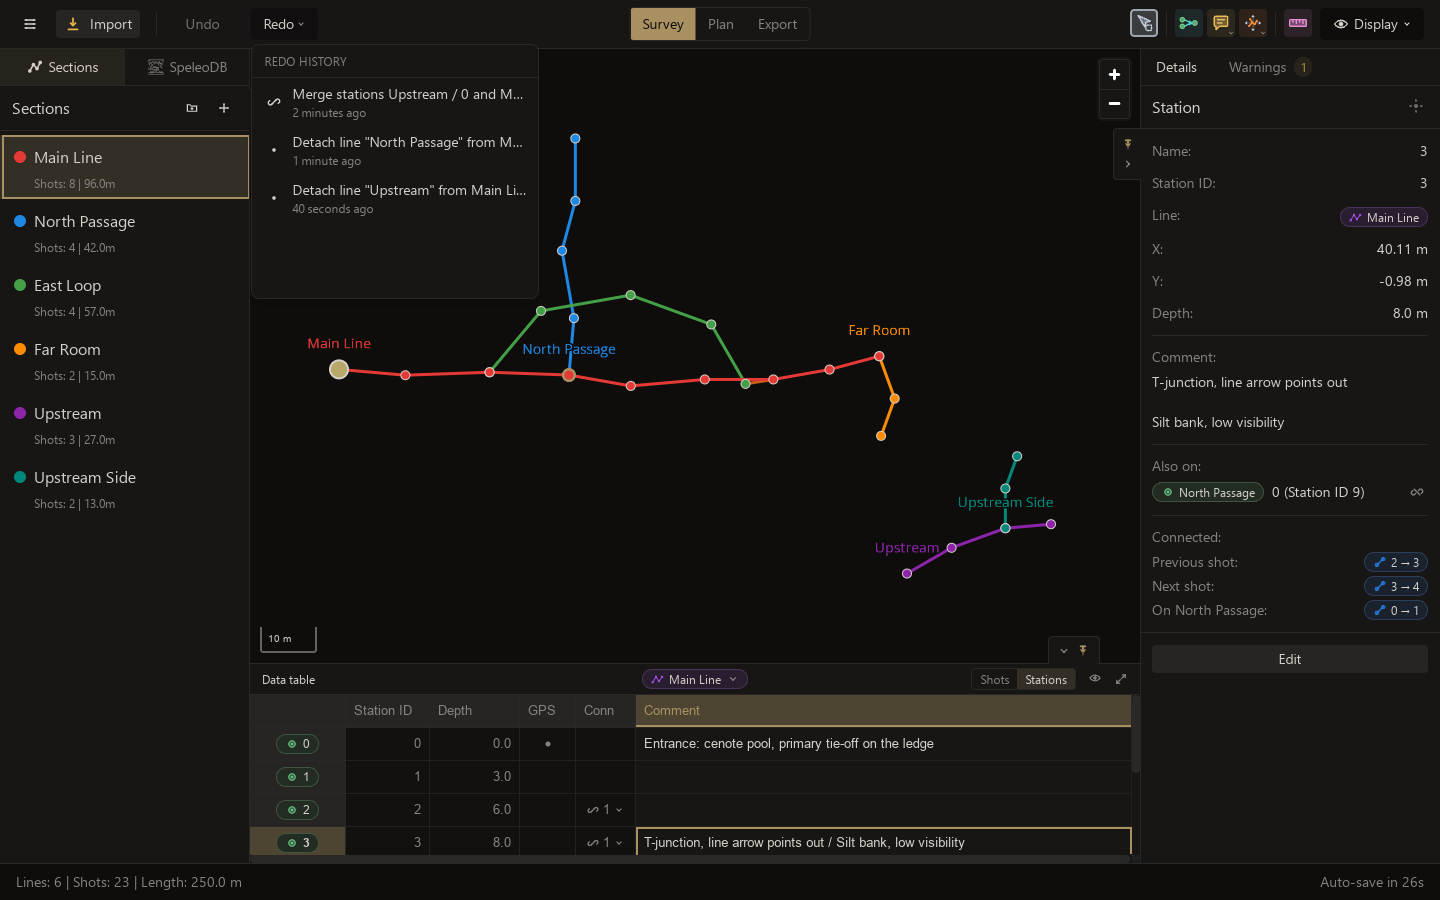 Import
Undo
Redo
Survey
Plan
Export
Display
Sections
SpeleoDB
REDO HISTORY
Merge stations Upstream / 0 and M...
2 minutes ago
Detach line "North Passage" from M...
1 minute ago
Detach line "Upstream" from Main Li...
40 seconds ago
Sections
Main Line
Shots: 8 | 96.0m
North Passage
Shots: 4 | 42.0m
East Loop
Shots: 4 | 57.0m
Far Room
Shots: 2 | 15.0m
Upstream
Shots: 3 | 27.0m
Upstream Side
Shots: 2 | 13.0m
Main Line
North Passage
Far Room
Upstream Side
Upstream
10 m
Details
Warnings 1
Station
Name: 3
Station ID: 3
Line: Main Line
X: 40.11 m
Y: -0.98 m
Depth: 8.0 m
Comment:
T-junction, line arrow points out
Silt bank, low visibility
Also on:
North Passage 0 (Station ID 9)
Connected:
Previous shot: 2 → 3
Next shot: 3 → 4
On North Passage: 0 → 1
Edit
Data table
Main Line
Shots
Stations
Station ID Depth GPS Conn Comment
0 0 0.0 Entrance: cenote pool, primary tie-off on the ledge
1 1 3.0
2 2 6.0 1
3 3 8.0 1 T-junction, line arrow points out / Silt bank, low visibility
Lines: 6 | Shots: 23 | Length: 250.0 m
Auto-save in 26s